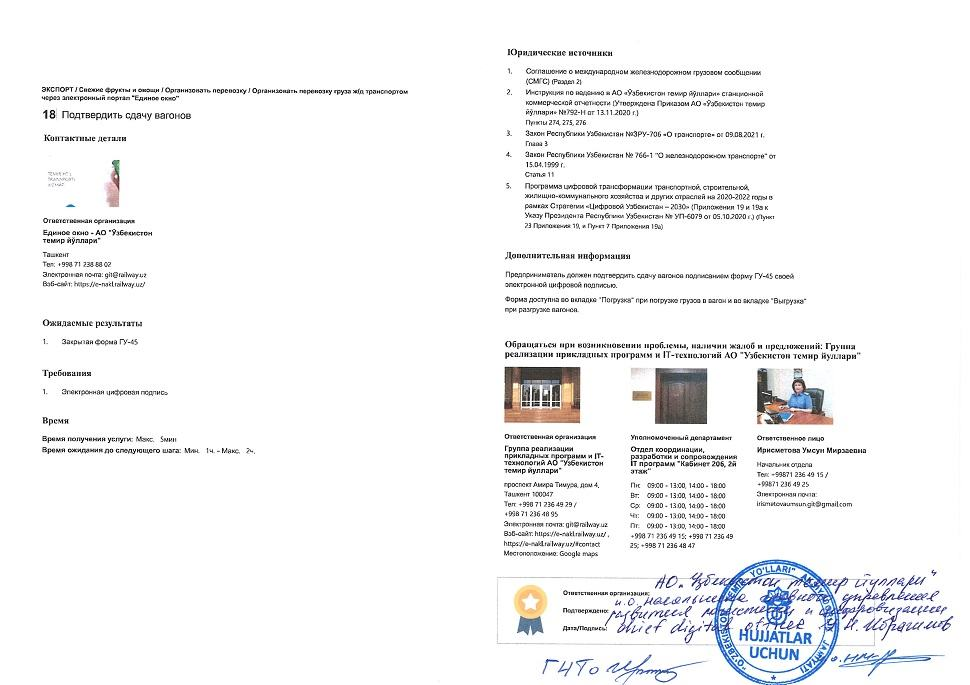 ЭКСПОРТ / Свежие фрукты и овощи / Организовать перевозку / Организовать перевозку груза ж/д транспортом
через электронный портал "Единое окно"
18 Подтвердить сдачу вагонов
Контактные детали
Ответственная организация
Единое окно - АО "Ўзбекистон
темир йўллари"
Ташкент
Тел: +998 71 238 88 02
Электронная почта: git@railway.uz
Вэб-сайт: https://e-nakl.railway.uz/
Ожидаемые результаты
1. Закрытая форма ГУ-45
Требования
1. Электронная цифровая подпись
Время
Время получения услуги: Макс. 5мин
Время ожидания до следующего шага: Мин. 1ч. - Макс. 2ч.
Юридические источники
1. Соглашение о международном железнодорожном грузовом сообщении
(СМГС) (Раздел 2)
2. Инструкция по ведению в АО «Ўзбекистон темир йўллари» станционной
коммерческой отчетности (Утверждена Приказом АО «Ўзбекистон темир
йўллари» №792-Н от 13.11.2020 г.)
Пункты 274, 275, 276
3. Закон Республики Узбекистан №ЗРУ-706 «О транспорте» от 09.08.2021 г.
Глава 3
4. Закон Республики Узбекистан № 766-1 "О железнодорожном транспорте" от
15.04.1999 г.
Статья 11
5. Программа цифровой трансформации транспортной, строительной,
жилищно-коммунального хозяйства и других отраслей на 2020-2022 годы в
рамках Стратегии «Цифровой Узбекистан – 2030» (Приложения 19 и 19а к
Указу Президента Республики Узбекистан № УП-6079 от 05.10.2020 г.) (Пункт
23 Приложения 19, и Пункт 7 Приложения 19а)
Дополнительная информация
Предприниматель должен подтвердить сдачу вагонов подписанием форму ГУ-45 своей
электронной цифровой подписью.
Форма доступна во вкладке "Погрузка" при погрузке грузов в вагон и во вкладке "Выгрузка"
при разгрузке вагонов.
Обращаться при возникновении проблемы, наличии жалоб и предложений: Группа
реализации прикладных программ и IT-технологий АО "Узбекистон темир йуллари"
Ответственная организация
Группа реализации
прикладных программ и IT-
технологий АО "Узбекистон
темир йуллари"
проспект Амира Тимура, дом 4,
Ташкент 100047
Тел: +998 71 236 49 29 /
+998 71 236 48 95
Электронная почта: git@railway.uz
Вэб-сайт: https://e-nakl.railway.uz/ ,
https://e-nakl.railway.uz/#contact
Местоположение: Google maps
Уполномоченный департамент
Отдел координации,
разработки и сопровождения
IT программ "Кабинет 206, 2й
этаж"
Пн: 09:00 - 13:00, 14:00 - 18:00
Вт: 09:00 - 13:00, 14:00 - 18:00
Ср: 09:00 - 13:00, 14:00 - 18:00
Чт: 09:00 - 13:00, 14:00 - 18:00
Пт: 09:00 - 13:00, 14:00 - 18:00
+998 71 236 49 15; +998 71 236 49
25; +998 71 236 48 47
Ответственное лицо
Ирисметова Умсун Мирзаевна
Начальник отдела
Тел: +99871 236 49 15 /
+99871 236 49 25
Электронная почта:
irismetovaumsun.git@gmail.com
АО "Узбекистон темир йуллари"
Ответственная организация:
и.о. начальника главного управления
Подтверждено:
развития логистики и цифровизации
Дата/Подпись: Chief digital officer У И. Ибрагимов
HUJJATLAR
UCHUN
ГИТО